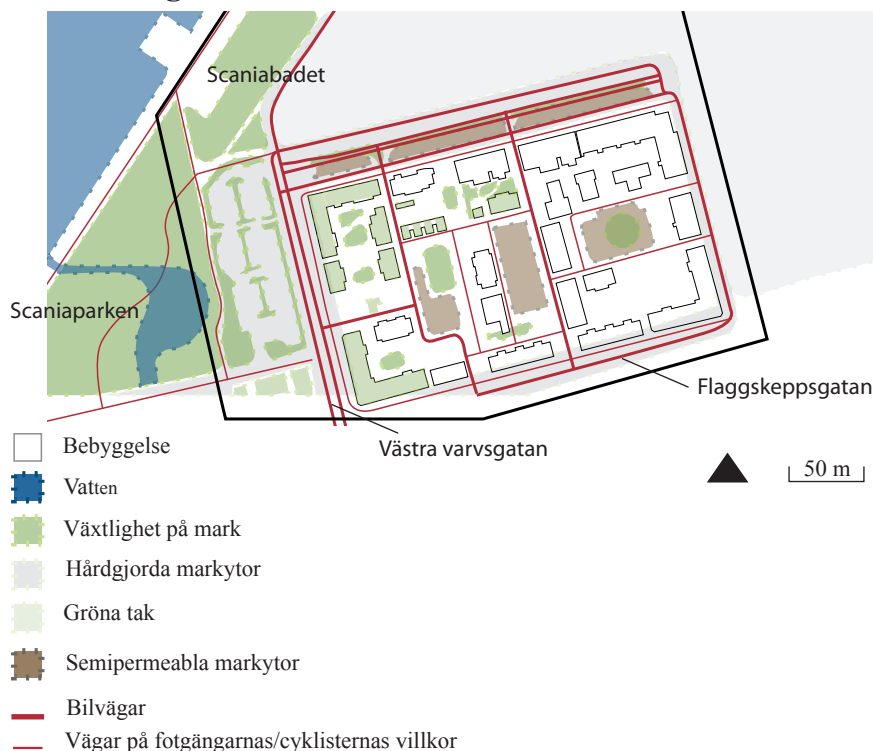 Scaniabadet
Scaniaparken
Flaggskeppsgatan
Västra varvsgatan
50 m
Bebyggelse
Vatten
Växtlighet på mark
Hårdgjorda markytor
Gröna tak
Semipermeabla markytor
Bilvägar
Vägar på fotgängarnas/cyklisternas villkor